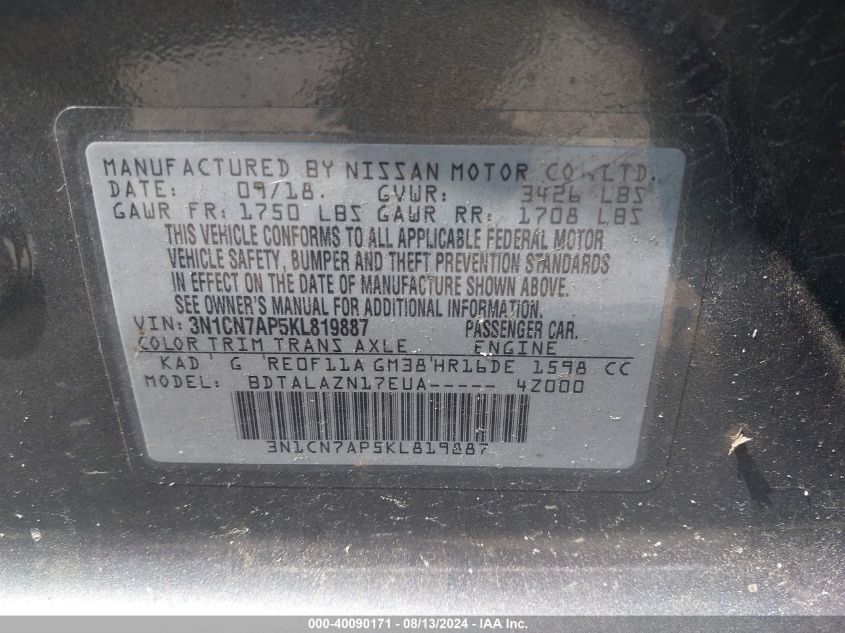 MANUFACTURED BY NISSAN MOTOR CO.,LTD.
DATE: 09/18. GVWR: 3426 LBS
GAWR FR: 1750 LBS GAWR RR: 1708 LBS
THIS VEHICLE CONFORMS TO ALL APPLICABLE FEDERAL MOTOR
VEHICLE SAFETY, BUMPER AND THEFT PREVENTION STANDARDS
IN EFFECT ON THE DATE OF MANUFACTURE SHOWN ABOVE.
SEE OWNER'S MANUAL FOR ADDITIONAL INFORMATION.
VIN: 3N1CN7AP5KL819887 PASSENGER CAR.
COLOR TRIM TRANS AXLE ENGINE
KAD ' G 'RE0F11A GM38'HR16DE 1598 CC
MODEL: BDTALAZN17EUA----- 4Z000
3N1CN7AP5KL819887
000-40090171 - 08/13/2024 - IAA Inc.